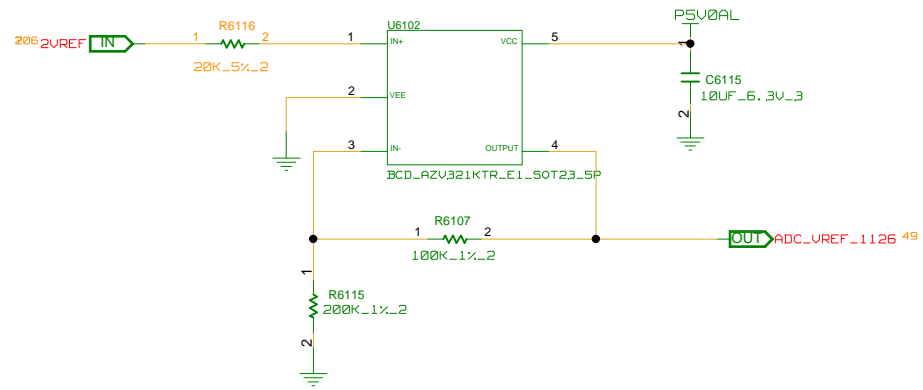 P5V0AL
R6116
U6102
206 2VREF IN
1 2
20K_5%_2
1 IN+
VCC 5
1
C6115
10UF_6.3V_3
2
2 VEE
3 IN-
OUTPUT 4
BCD_AZV321KTR_E1_SOT23_5P
R6107
1 2
100K_1%_2
OUT ADC_VREF_1126 49
1
R6115
200K_1%_2
2